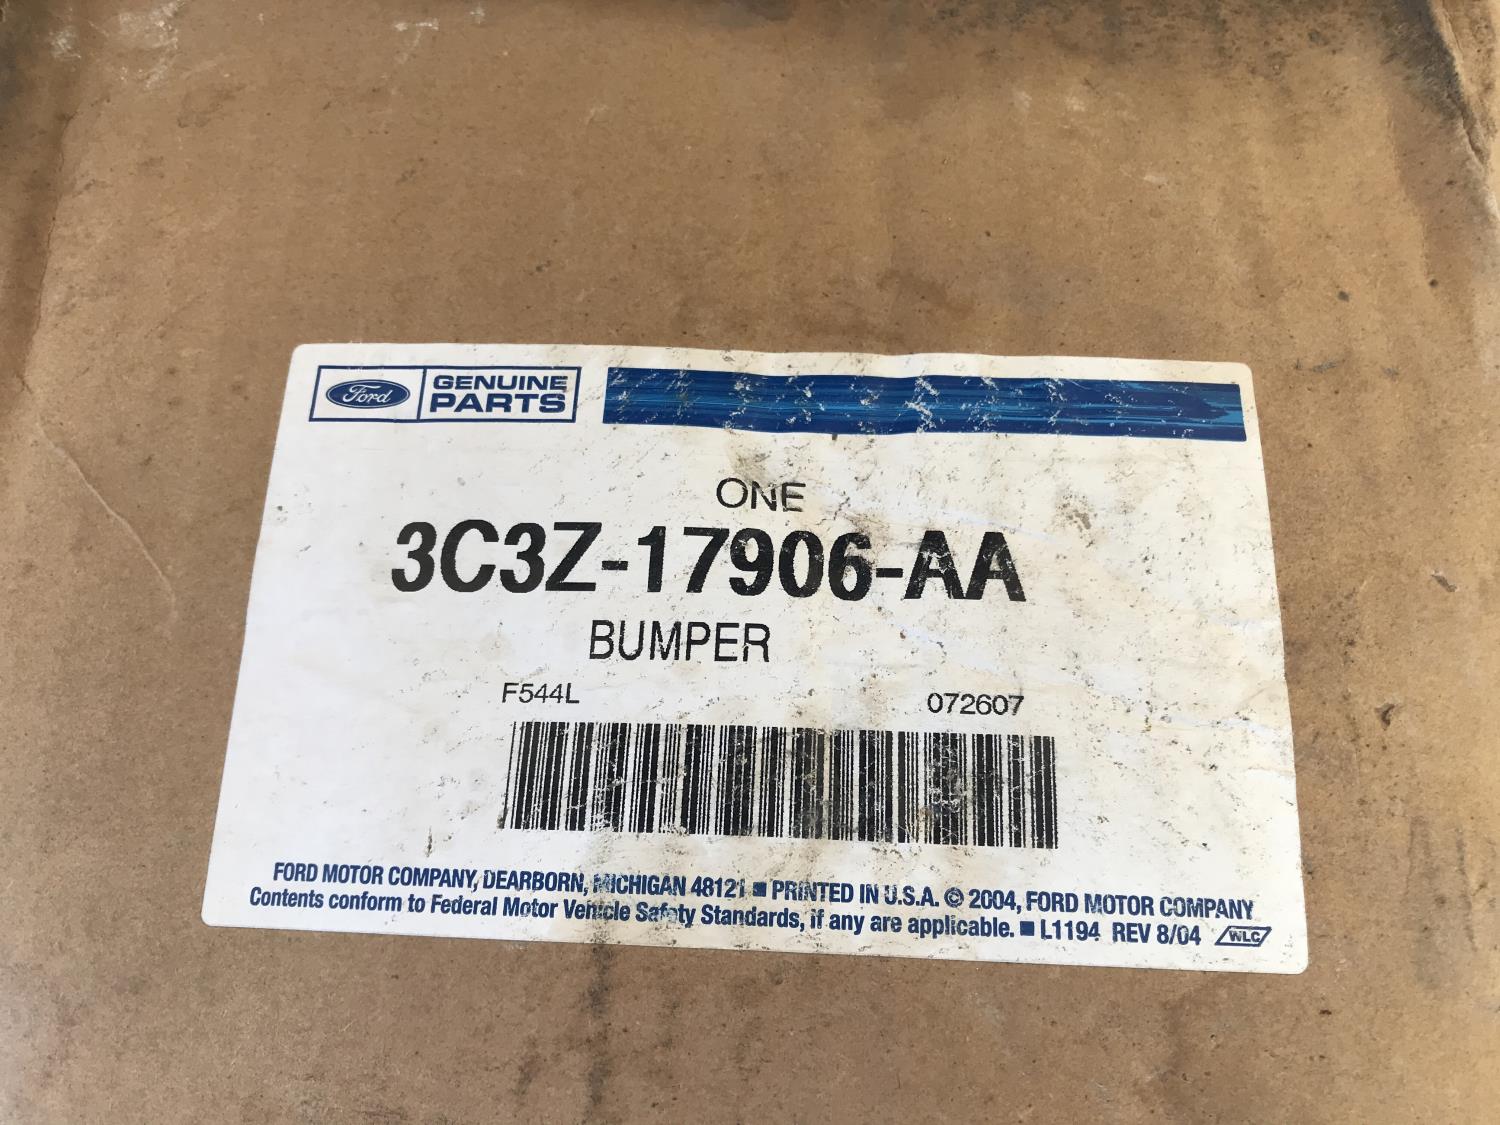 Ford GENUINE
PARTS
ONE
3C3Z-17906-AA
BUMPER
F544L 072607
FORD MOTOR COMPANY, DEARBORN, MICHIGAN 48121 ■ PRINTED IN U.S.A. © 2004, FORD MOTOR COMPANY
Contents conform to Federal Motor Vehicle Safety Standards, if any are applicable. ■ L1194 REV 8/04 WLC